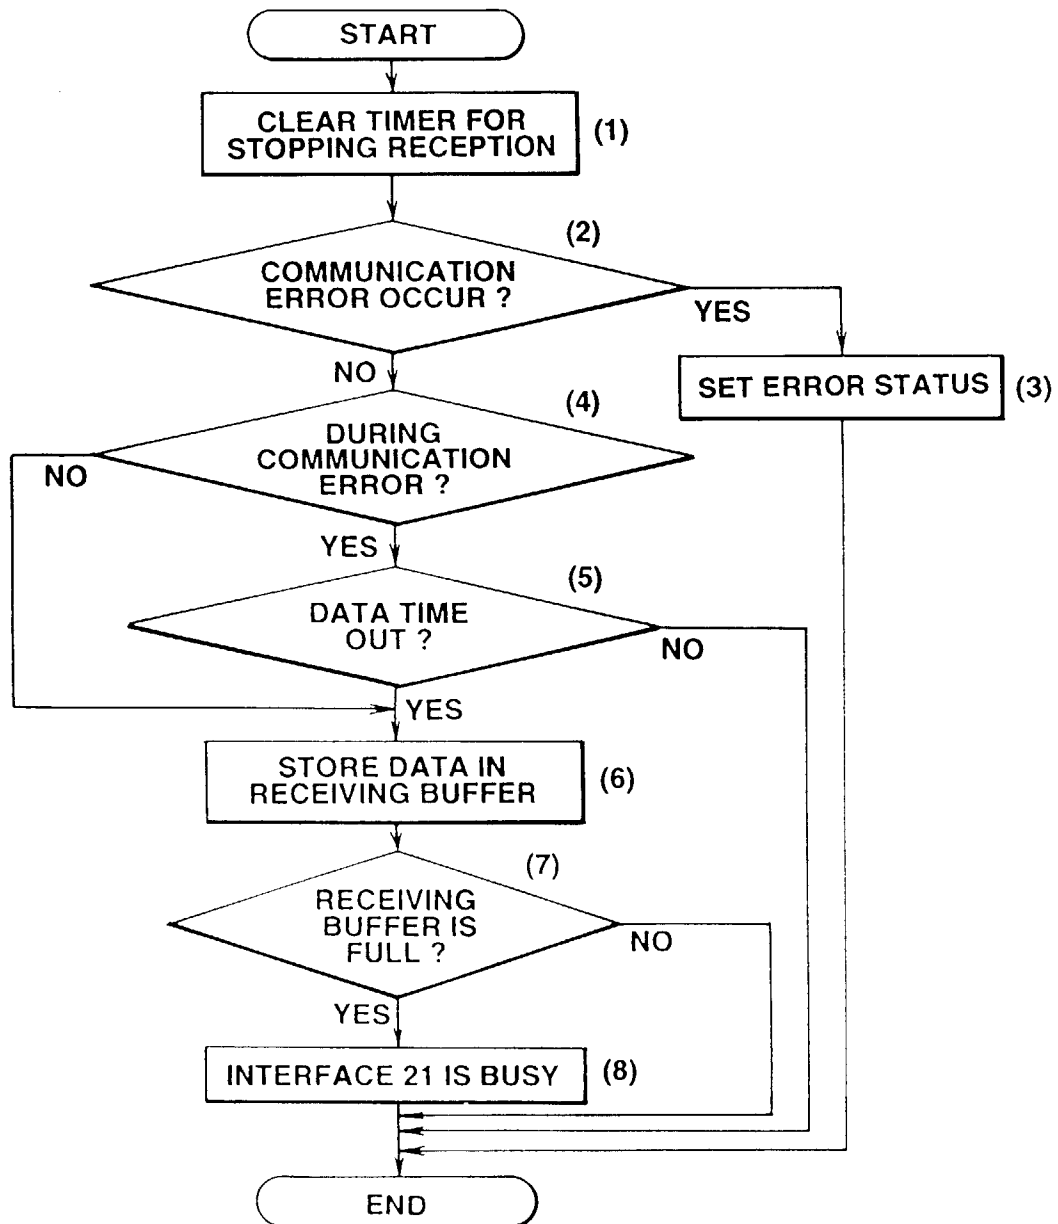 START
CLEAR TIMER FOR
STOPPING RECEPTION
(1)
(2)
COMMUNICATION
ERROR OCCUR ?
YES
NO
SET ERROR STATUS
(3)
(4)
DURING
COMMUNICATION
ERROR ?
NO
YES
(5)
DATA TIME
OUT ?
NO
YES
STORE DATA IN
RECEIVING BUFFER
(6)
(7)
RECEIVING
BUFFER IS
FULL ?
NO
YES
INTERFACE 21 IS BUSY
(8)
END